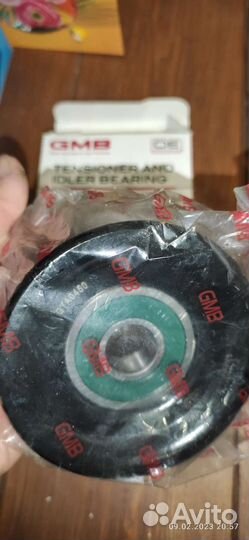 GMB
OE
TENSIONER AND
IDLER BEARING
GMB
GMB
GMB
GMB
GMB
Avito
09.02.2023 20:57